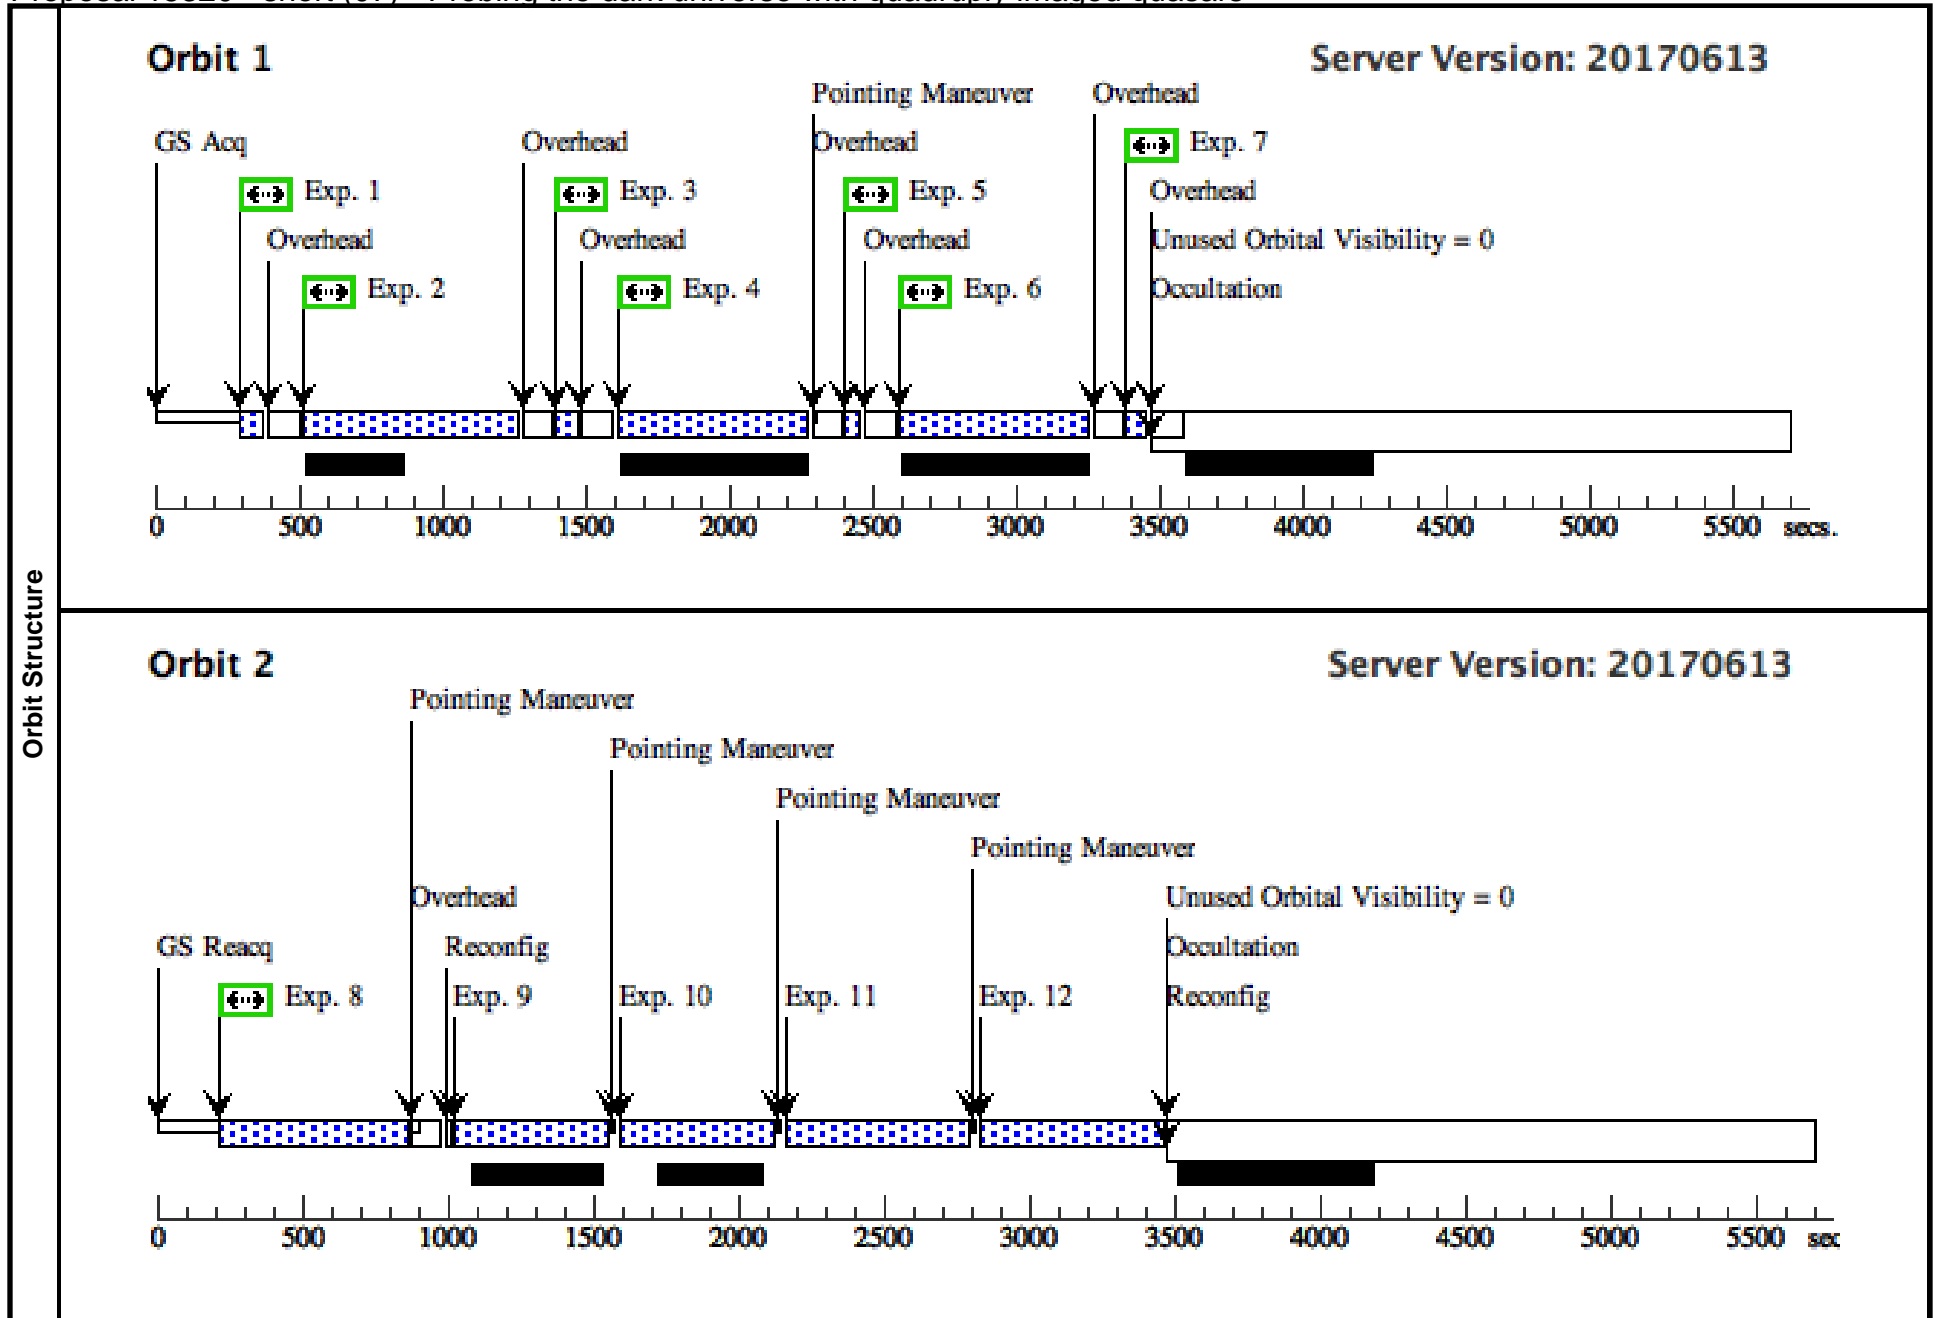 Orbit 1
Server Version: 20170613
Pointing Maneuver
Overhead
GS Acq
Overhead
Overhead
Exp. 7
Exp. 1
Exp. 3
Exp. 5
Overhead
Overhead
Overhead
Overhead
Unused Orbital Visibility = 0
Exp. 2
Exp. 4
Exp. 6
Occultation
0 500 1000 1500 2000 2500 3000 3500 4000 4500 5000 5500 secs.
Orbit Structure
Orbit 2
Server Version: 20170613
Pointing Maneuver
Pointing Maneuver
Pointing Maneuver
Pointing Maneuver
Overhead
Unused Orbital Visibility = 0
GS Reacq
Reconfig
Occultation
Exp. 8
Exp. 9
Exp. 10
Exp. 11
Exp. 12
Reconfig
0 500 1000 1500 2000 2500 3000 3500 4000 4500 5000 5500 sec